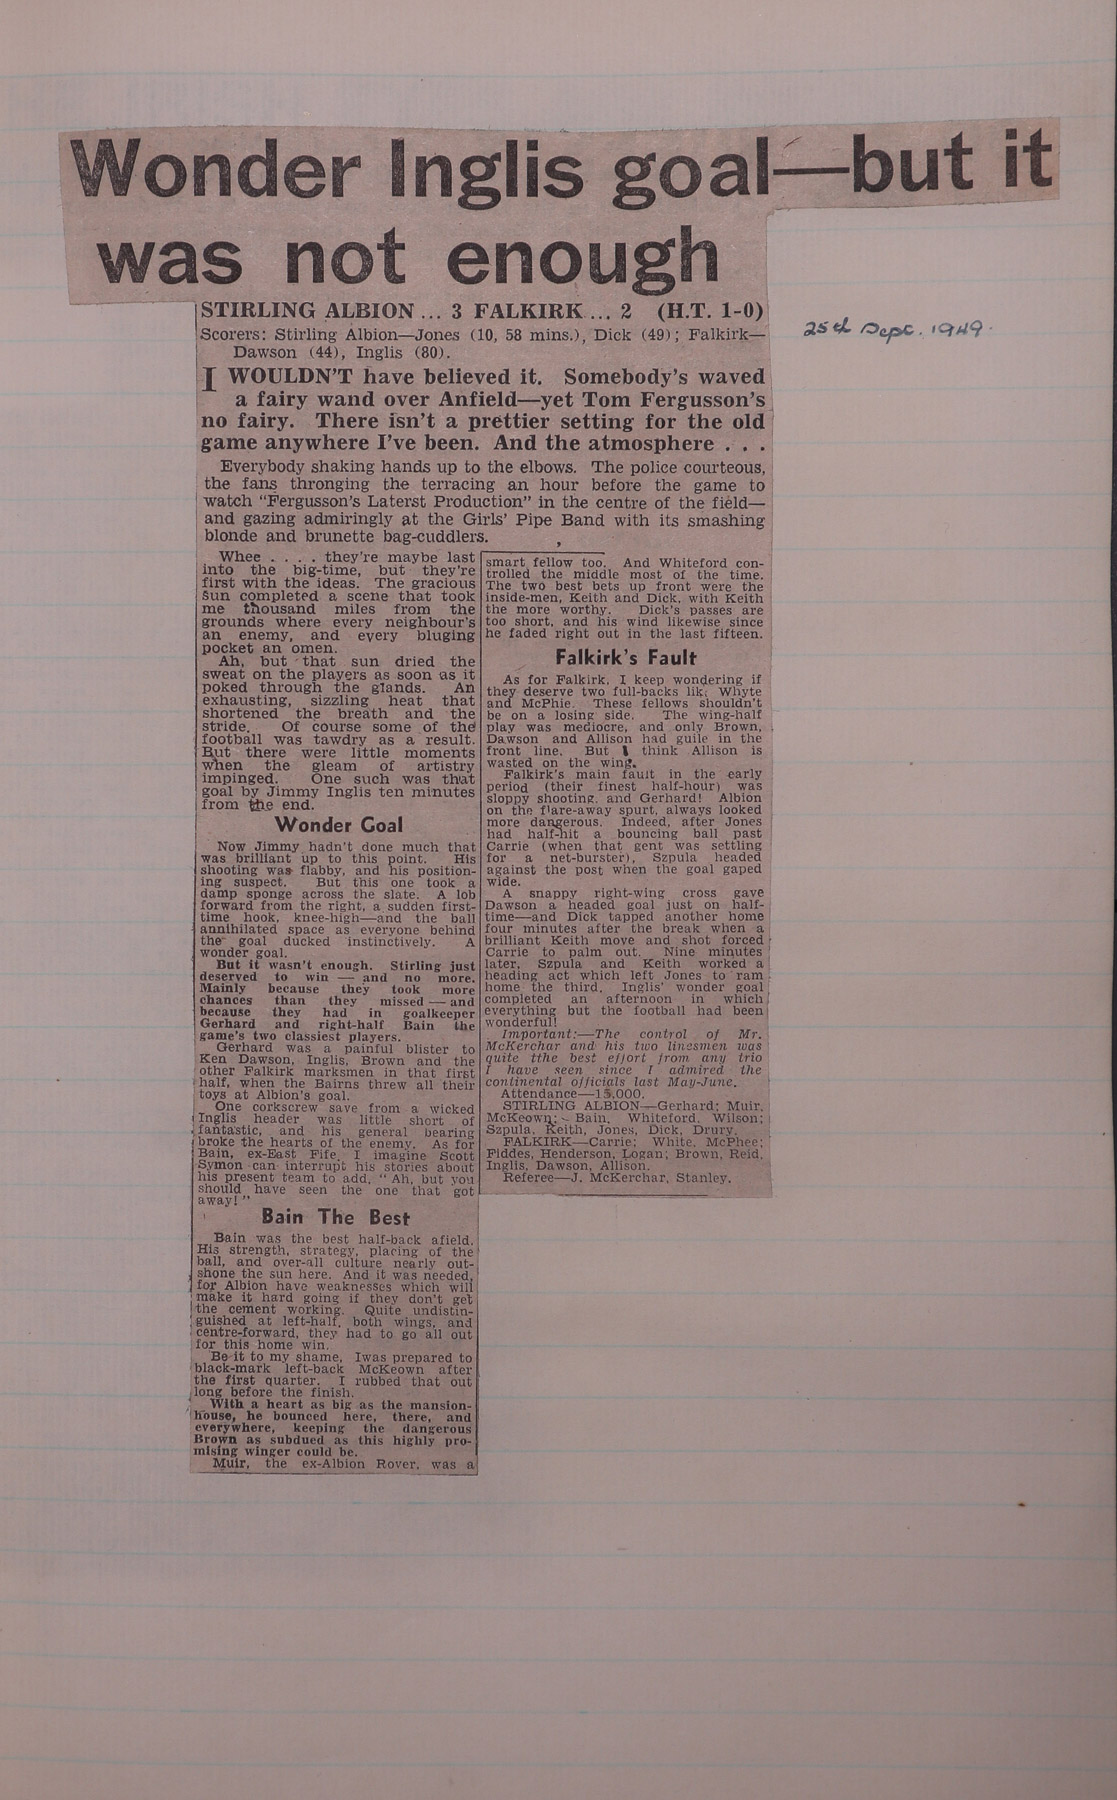 Wonder Inglis goal—but it
was not enough
STIRLING ALBION ... 3 FALKIRK ... 2 (H.T. 1-0)
25th Sept. 1949.
Scorers: Stirling Albion—Jones (10, 58 mins.), Dick (49); Falkirk—
Dawson (44), Inglis (80).
I WOULDN'T have believed it. Somebody's waved
a fairy wand over Anfield—yet Tom Fergusson's
no fairy. There isn't a prettier setting for the old
game anywhere I've been. And the atmosphere . . .
Everybody shaking hands up to the elbows. The police courteous,
the fans thronging the terracing an hour before the game to
watch "Fergusson's Laterst Production" in the centre of the field—
and gazing admiringly at the Girls' Pipe Band with its smashing
blonde and brunette bag-cuddlers.
Whee . . . . they're maybe last
into the big-time, but they're
first with the ideas. The gracious
Sun completed a scene that took
me thousand miles from the
grounds where every neighbour's
an enemy, and every bluging
pocket an omen.
Ah, but that sun dried the
sweat on the players as soon as it
poked through the glands. An
exhausting, sizzling heat that
shortened the breath and the
stride. Of course some of the
football was tawdry as a result.
But there were little moments
when the gleam of artistry
impinged. One such was that
goal by Jimmy Inglis ten minutes
from the end.
Wonder Goal
Now Jimmy hadn't done much that
was brilliant up to this point. His
shooting was flabby, and his position-
ing suspect. But this one took a
damp sponge across the slate. A lob
forward from the right, a sudden first-
time hook, knee-high—and the ball
annihilated space as everyone behind
the goal ducked instinctively. A
wonder goal.
But it wasn't enough. Stirling just
deserved to win — and no more.
Mainly because they took more
chances than they missed — and
because they had in goalkeeper
Gerhard and right-half Bain the
game's two classiest players.
Gerhard was a painful blister to
Ken Dawson, Inglis, Brown and the
other Falkirk marksmen in that first
half, when the Bairns threw all their
toys at Albion's goal.
One corkscrew save from a wicked
Inglis header was little short of
fantastic, and his general bearing
broke the hearts of the enemy. As for
Bain, ex-East Fife, I imagine Scott
Symon can interrupt his stories about
his present team to add, "Ah, but you
should have seen the one that got
away!"
Bain The Best
Bain was the best half-back afield.
His strength, strategy, placing of the
ball, and over-all culture nearly out-
shone the sun here. And it was needed,
for Albion have weaknesses which will
make it hard going if they don't get
the cement working. Quite undistin-
guished at left-half, both wings, and
centre-forward, they had to go all out
for this home win.
Be it to my shame, Iwas prepared to
black-mark left-back McKeown after
the first quarter. I rubbed that out
long before the finish.
With a heart as big as the mansion-
house, he bounced here, there, and
everywhere, keeping the dangerous
Brown as subdued as this highly pro-
mising winger could be.
Muir, the ex-Albion Rover, was a
smart fellow too. And Whiteford con-
trolled the middle most of the time.
The two best bets up front were the
inside-men, Keith and Dick, with Keith
the more worthy. Dick's passes are
too short, and his wind likewise since
he faded right out in the last fifteen.
Falkirk's Fault
As for Falkirk, I keep wondering if
they deserve two full-backs like Whyte
and McPhie. These fellows shouldn't
be on a losing side. The wing-half
play was mediocre, and only Brown,
Dawson and Allison had guile in the
front line. But I think Allison is
wasted on the wing.
Falkirk's main fault in the early
period (their finest half-hour) was
sloppy shooting, and Gerhard! Albion
on the flare-away spurt, always looked
more dangerous. Indeed, after Jones
had half-hit a bouncing ball past
Carrie (when that gent was settling
for a net-burster), Szpula headed
against the post when the goal gaped
wide.
A snappy right-wing cross gave
Dawson a headed goal just on half-
time—and Dick tapped another home
four minutes after the break when a
brilliant Keith move and shot forced
Carrie to palm out. Nine minutes
later, Szpula and Keith worked a
heading act which left Jones to ram
home the third. Inglis' wonder goal
completed an afternoon in which
everything but the football had been
wonderful!
Important:—The control of Mr.
McKerchar and his two linesmen was
quite tthe best effort from any trio
I have seen since I admired the
continental officials last May-June.
Attendance—15,000.
STIRLING ALBION—Gerhard; Muir,
McKeown; Bain, Whiteford, Wilson;
Szpula, Keith, Jones, Dick, Drury.
FALKIRK—Carrie; White, McPhee;
Fiddes, Henderson, Logan; Brown, Reid,
Inglis, Dawson, Allison.
Referee—J. McKerchar, Stanley.